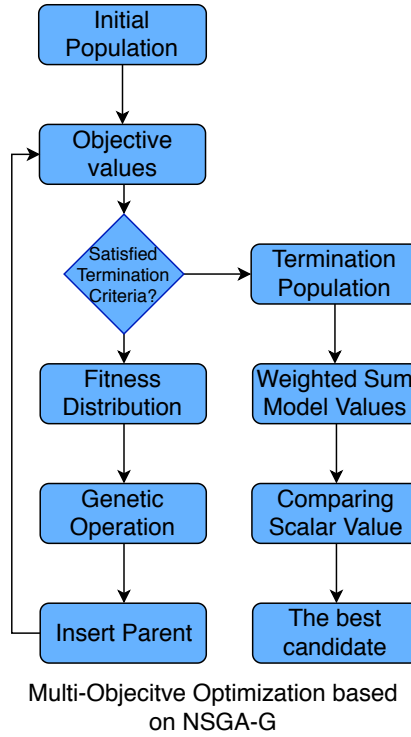 Initial
Population
Objective
values
Satisfied
Termination
Criteria?
Termination
Population
Fitness
Distribution
Weighted Sum
Model Values
Genetic
Operation
Comparing
Scalar Value
Insert Parent
The best
candidate
Multi-Objecitve Optimization based
on NSGA-G